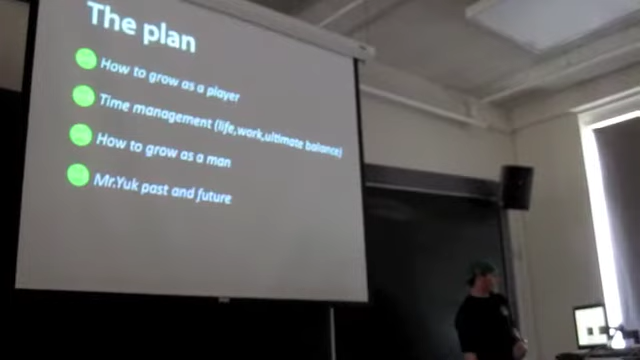 The plan
How to grow as a player
Time management (life,work,ultimate balance)
How to grow as a man
Mr.Yuk past and future